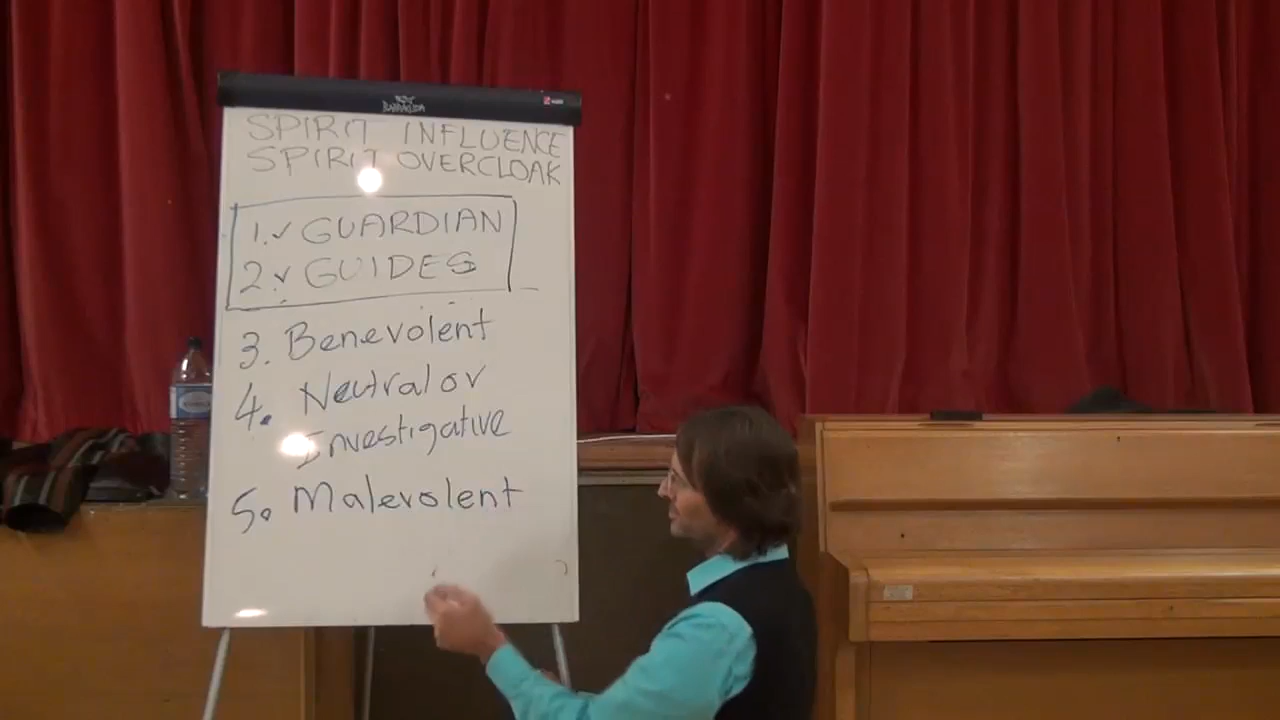 SPIRIT INFLUENCE
SPIRIT OVERCLOAK
1.✓ GUARDIAN
2✓ GUIDES
3. Benevolent
4. Neutral or
Investigative
5. Malevolent